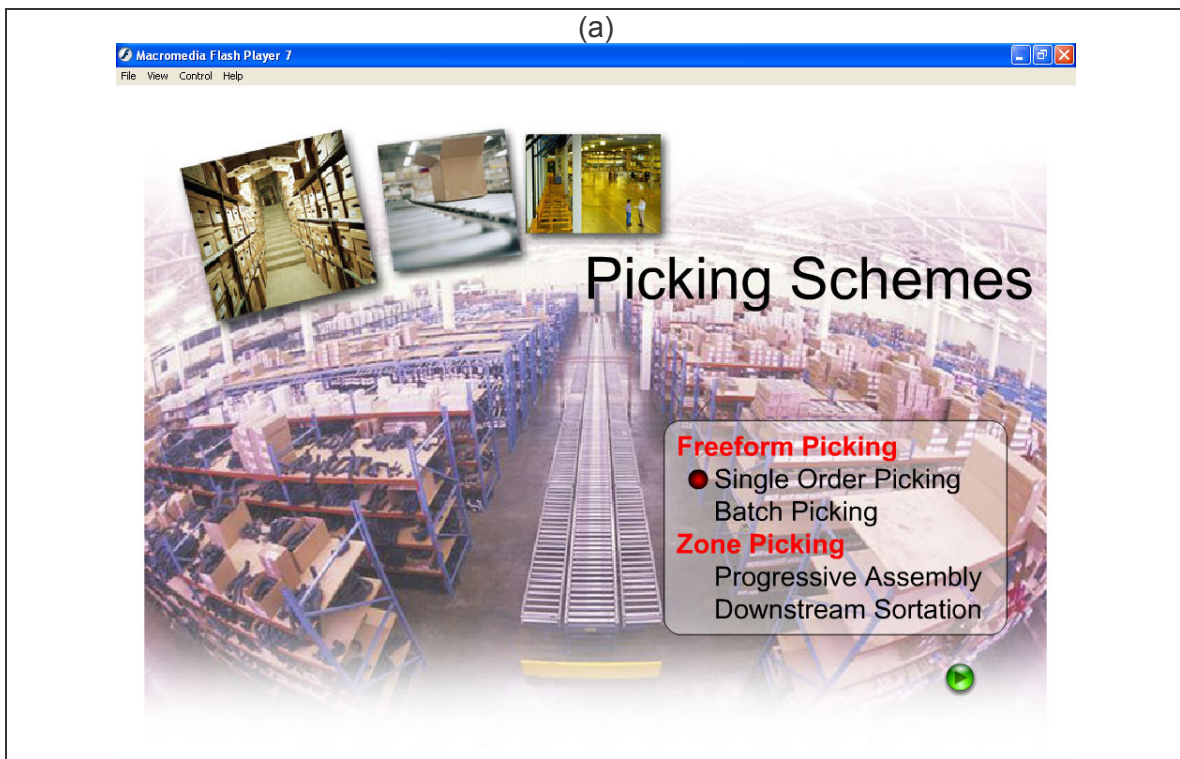 (a)
Macromedia Flash Player 7
File View Control Help
Picking Schemes
Freeform Picking
Single Order Picking
Batch Picking
Zone Picking
Progressive Assembly
Downstream Sortation